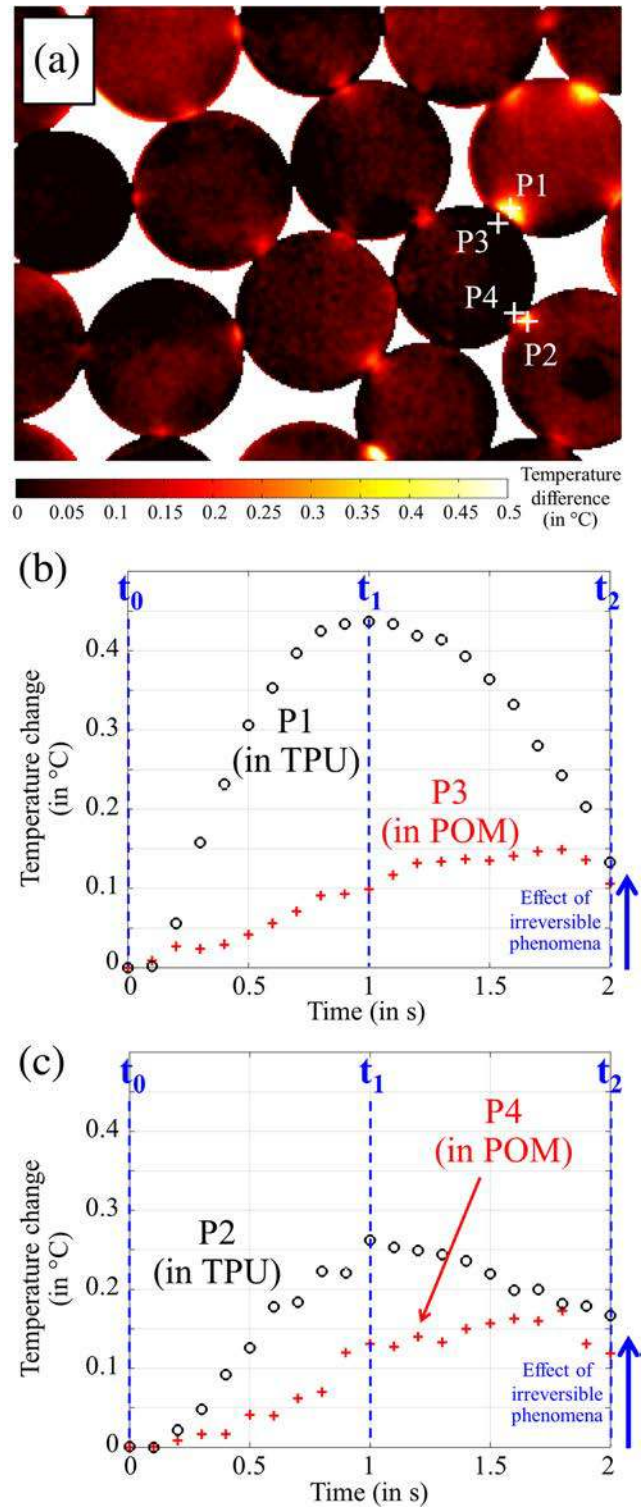 (a)
P1
P3
P4
P2
0 0.05 0.1 0.15 0.2 0.25 0.3 0.35 0.4 0.45 0.5
Temperature
difference
(in °C)
(b)
t0 t1 t2
0.4
0.3
0.2
0.1
0
Temperature change
(in °C)
P1
(in TPU)
P3
(in POM)
Effect of
irreversible
phenomena
0 0.5 1 1.5 2
Time (in s)
(c)
t0 t1 t2
0.4
0.3
0.2
0.1
0
Temperature change
(in °C)
P4
(in POM)
P2
(in TPU)
Effect of
irreversible
phenomena
0 0.5 1 1.5 2
Time (in s)